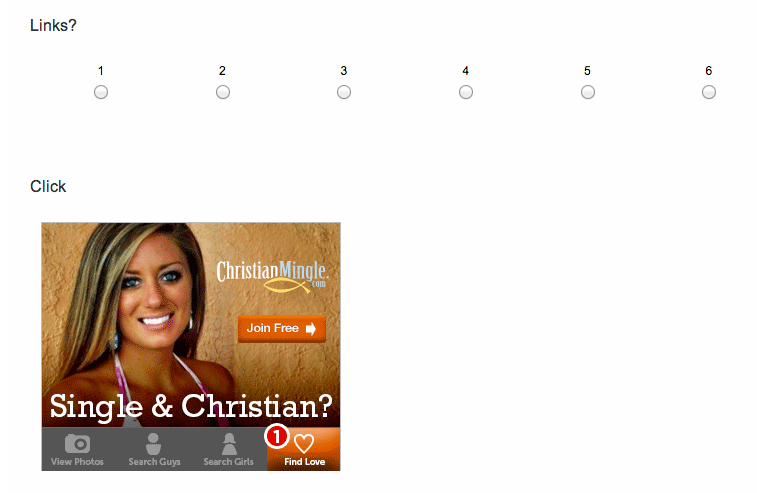 Links?
1 2 3 4 5 6
Click
ChristianMingle.
com
Join Free
Single & Christian?
1
View Photos Search Guys Search Girls Find Love